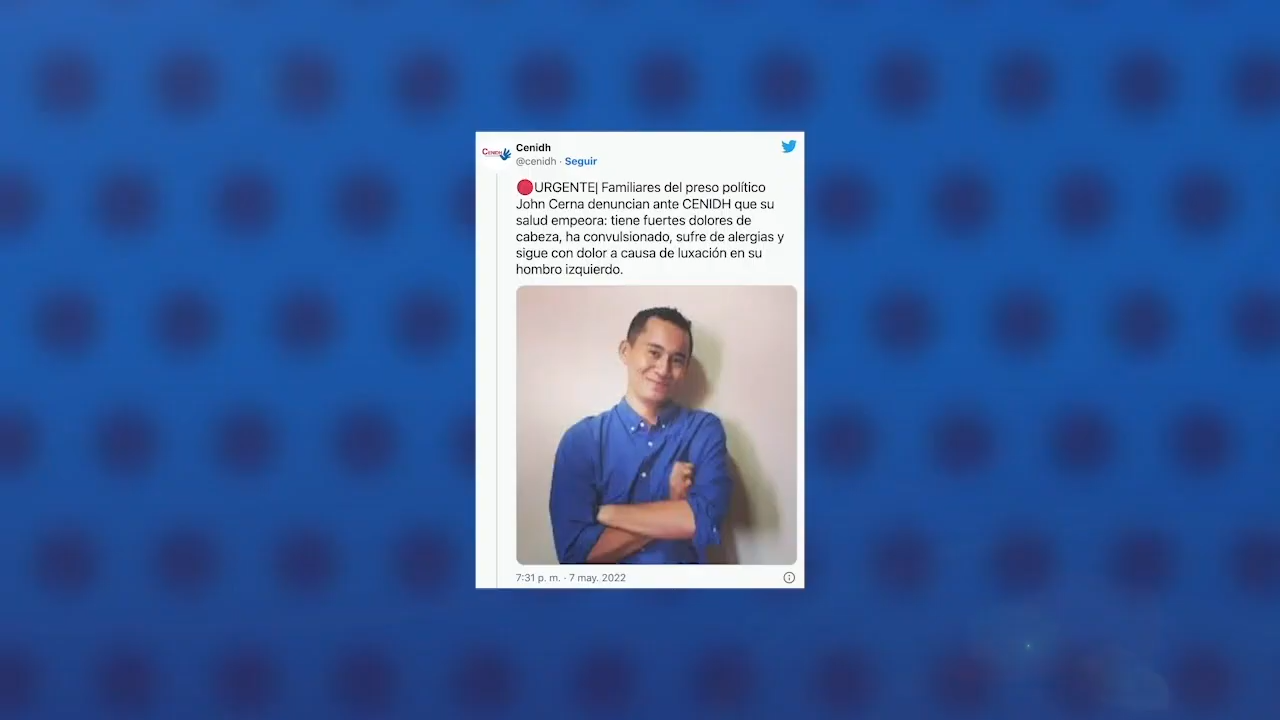 CENIDH
Cenidh
@cenidh · Seguir
URGENTE| Familiares del preso político
John Cerna denuncian ante CENIDH que su
salud empeora: tiene fuertes dolores de
cabeza, ha convulsionado, sufre de alergias y
sigue con dolor a causa de luxación en su
hombro izquierdo.
7:31 p. m. · 7 may. 2022